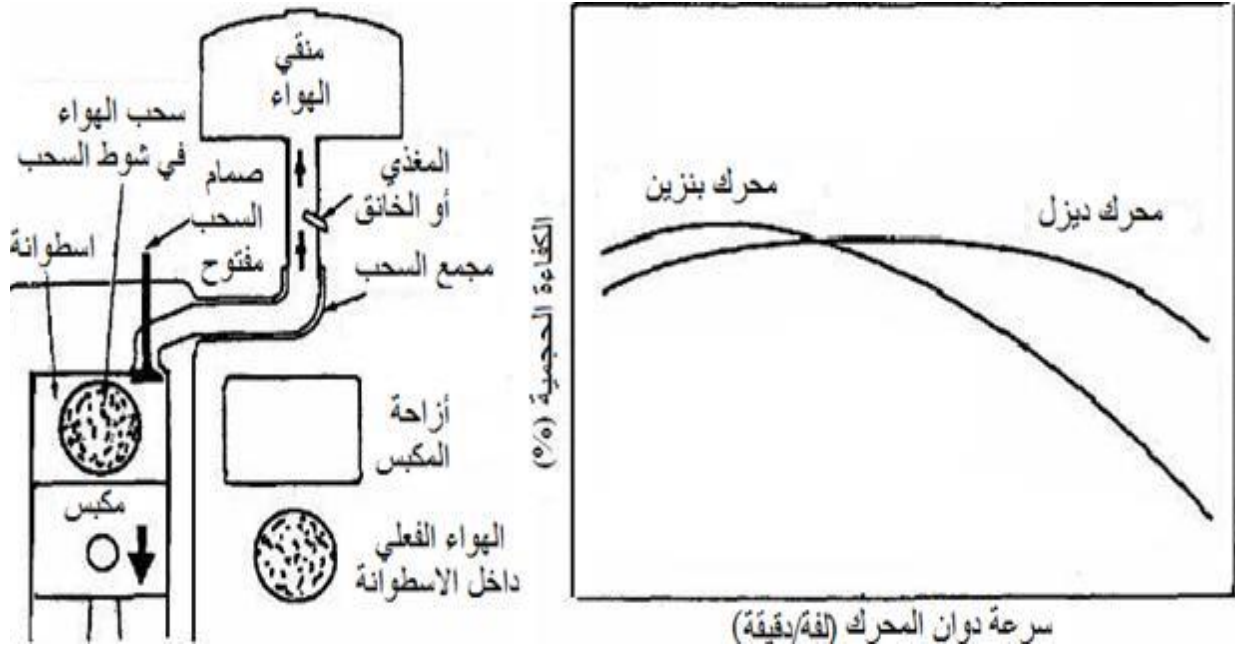 منقي
الهواء
سحب الهواء
في شوط السحب
صمام
السحب
مفتوح
المغذي
أو الخانق
مجمع السحب
اسطوانة
مكبس
أزاحة
المكبس
الهواء الفعلي
داخل الاسطوانة
محرك بنزين
محرك ديزل
الكفاءة الحجمية (%)
سرعة دوان المحرك (لفة/دقيقة)